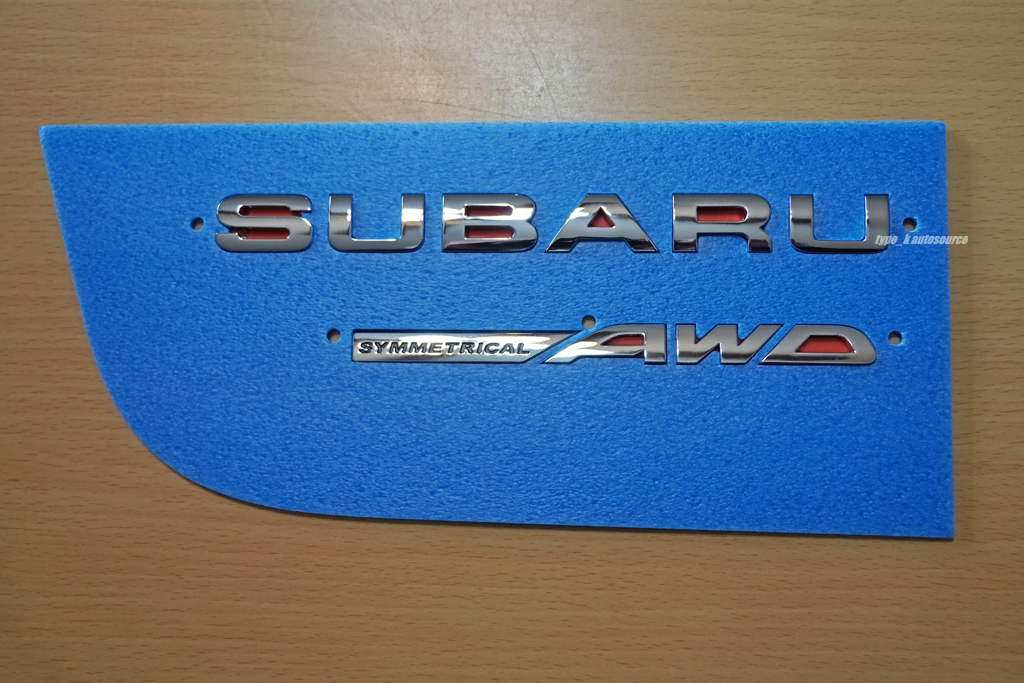 SUBARU
type_k autosource
SYMMETRICAL AWD